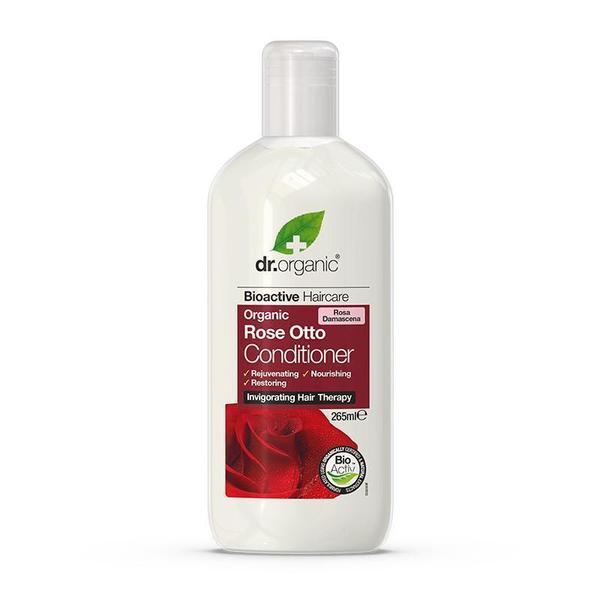 dr.organic®
Bioactive Haircare
Organic
Rosa
Damascena
Rose Otto
Conditioner
✓ Rejuvenating ✓ Nourishing
✓ Restoring
Invigorating Hair Therapy
265ml℮
Bio
Activ